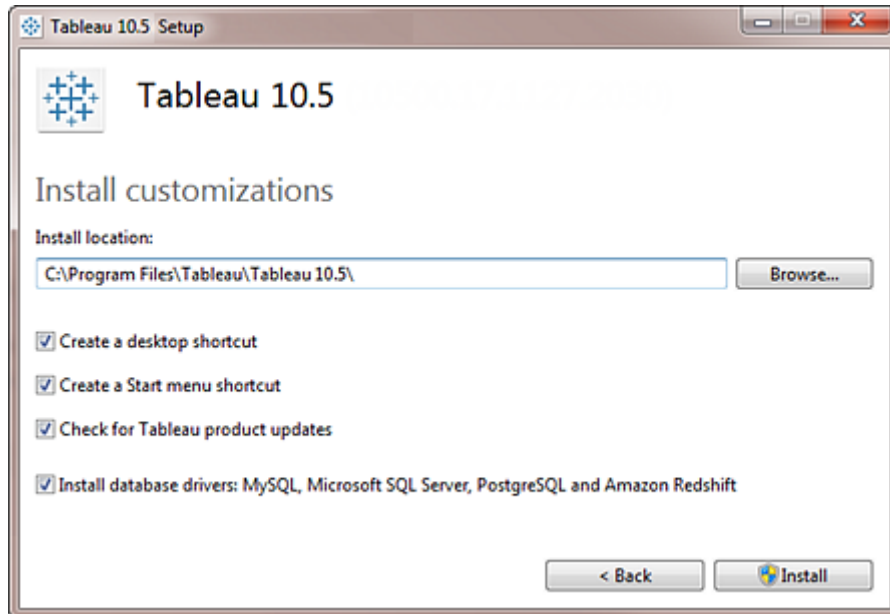 Tableau 10.5 Setup
Tableau 10.5
Install customizations
Install location:
C:\Program Files\Tableau\Tableau 10.5\
Browse...
Create a desktop shortcut
Create a Start menu shortcut
Check for Tableau product updates
Install database drivers: MySQL, Microsoft SQL Server, PostgreSQL and Amazon Redshift
< Back
Install